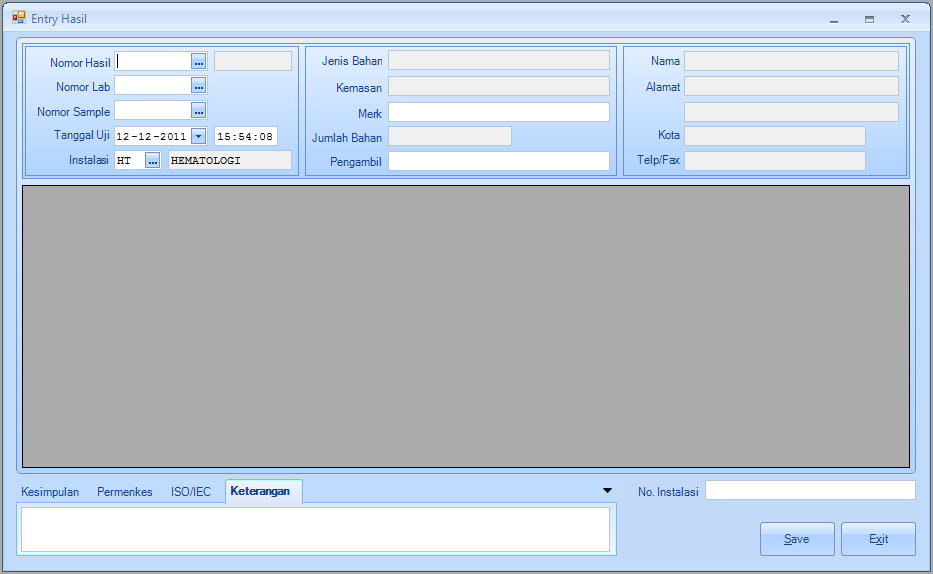 Entry Hasil
Nomor Hasil ...
Nomor Lab ...
Nomor Sample ...
Tanggal Uji 12-12-2011 15:54:08
Instalasi HT ... HEMATOLOGI
Jenis Bahan
Kemasan
Merk
Jumlah Bahan
Pengambil
Nama
Alamat
Kota
Telp/Fax
Kesimpulan Permenkes ISO/IEC Keterangan
No. Instalasi
Save Exit